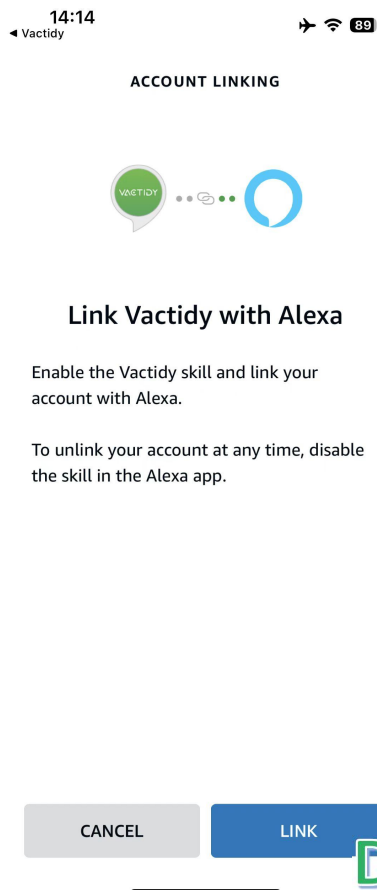 14:14
◀ Vactidy
89
ACCOUNT LINKING
VACTIDY
Link Vactidy with Alexa
Enable the Vactidy skill and link your
account with Alexa.
To unlink your account at any time, disable
the skill in the Alexa app.
CANCEL
LINK
D